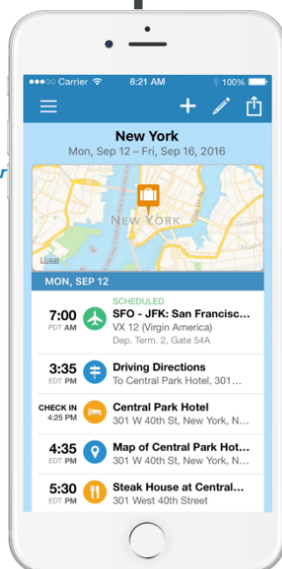 Carrier 8:21 AM 100%
New York
Mon, Sep 12 – Fri, Sep 16, 2016
r
NEW YORK
Legal
MON, SEP 12
SCHEDULED
7:00 SFO - JFK: San Francisc...
PDT AM VX 12 (Virgin America)
Dep. Term. 2, Gate 54A
3:35 Driving Directions
EDT PM To Central Park Hotel, 301...
CHECK IN Central Park Hotel
4:25 PM 301 W 40th St, New York, N...
4:35 Map of Central Park Hot...
EDT PM 301 W 40th St, New York, N...
5:30 Steak House at Central...
EDT PM 301 West 40th Street